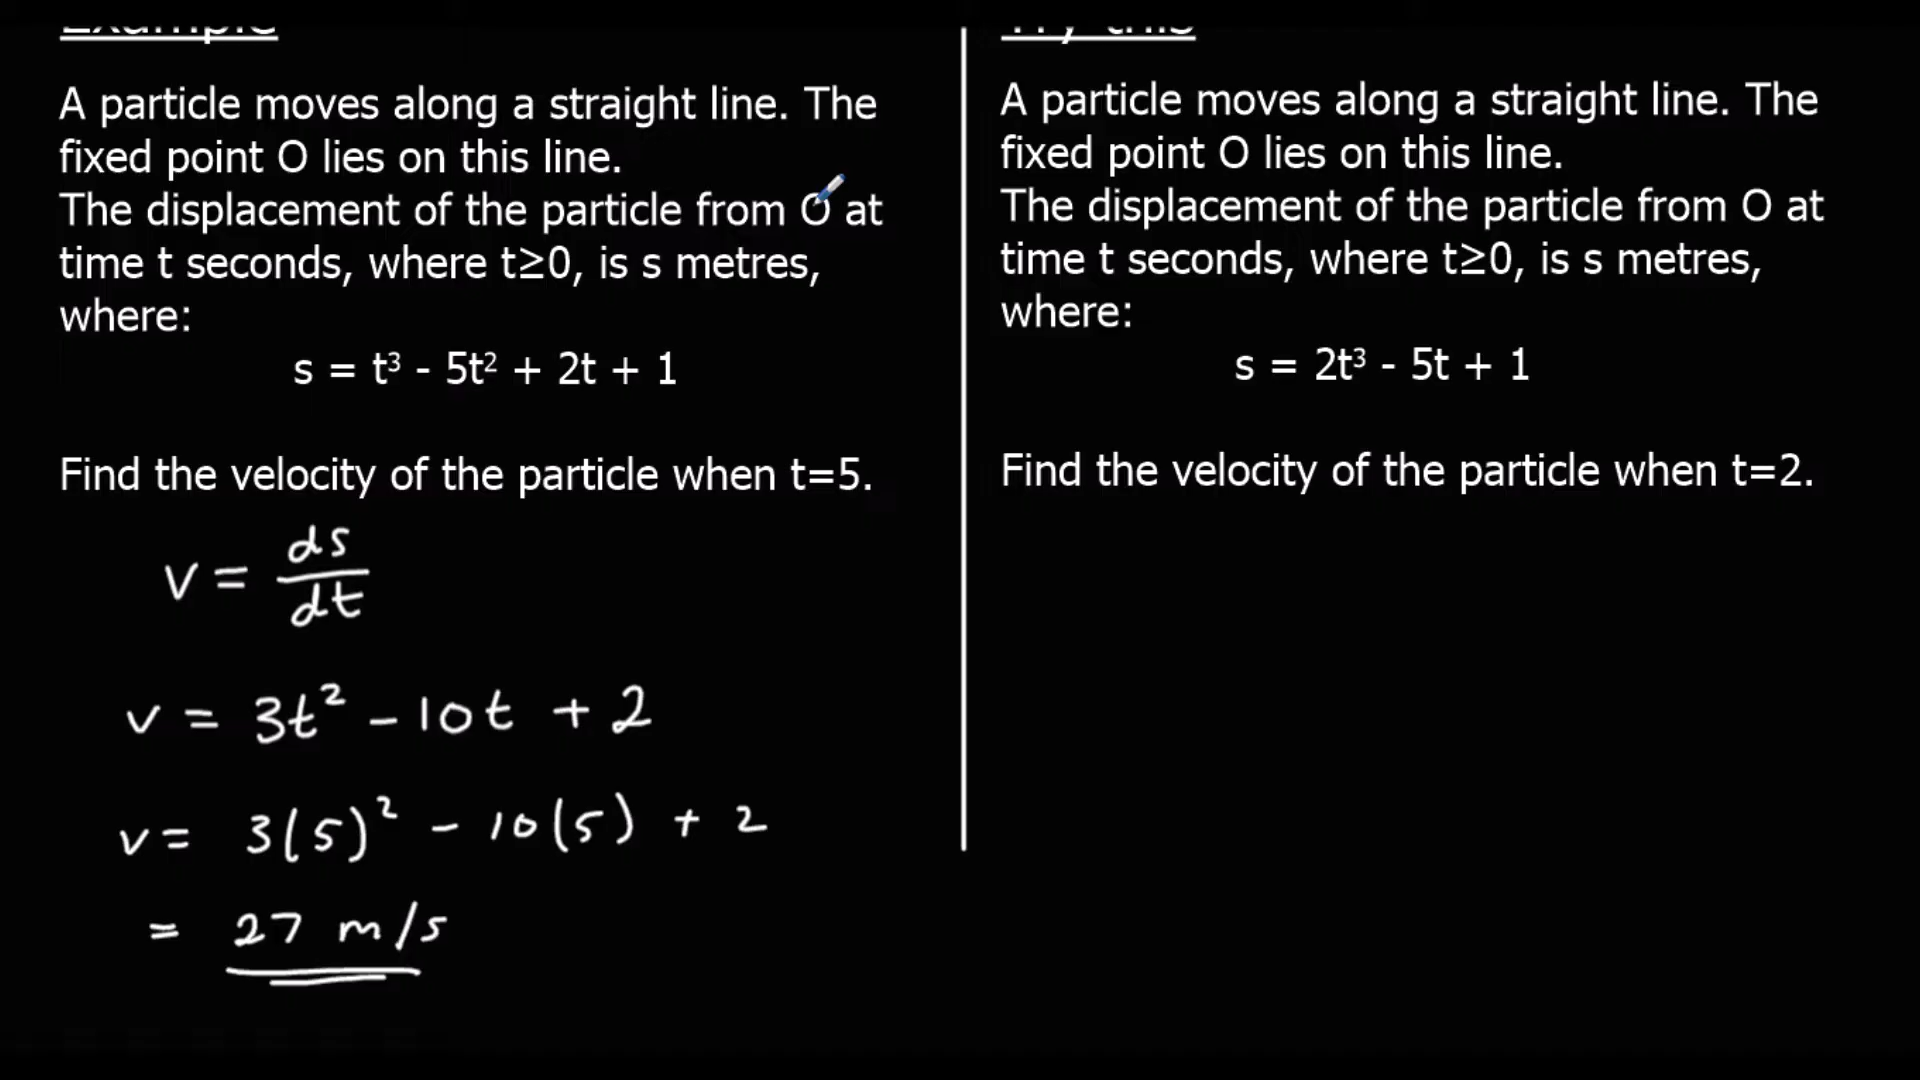 Example
A particle moves along a straight line. The
fixed point O lies on this line.
The displacement of the particle from O at
time t seconds, where t≥0, is s metres,
where:
s = t³ - 5t² + 2t + 1
Find the velocity of the particle when t=5.
v = ds/dt
v = 3t² - 10t + 2
v = 3(5)² - 10(5) + 2
= 27 m/s
Try this
A particle moves along a straight line. The
fixed point O lies on this line.
The displacement of the particle from O at
time t seconds, where t≥0, is s metres,
where:
s = 2t³ - 5t + 1
Find the velocity of the particle when t=2.